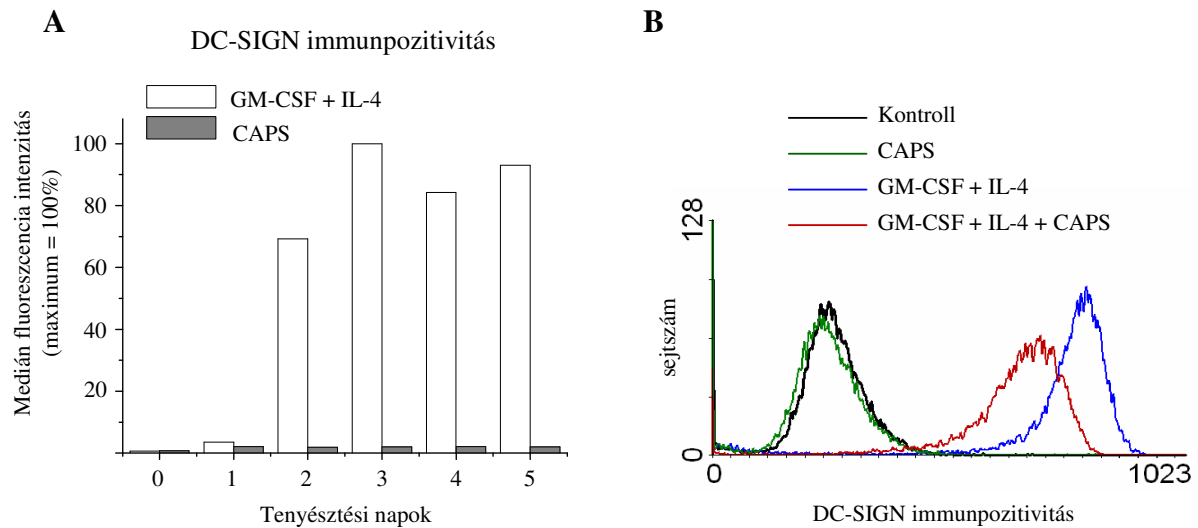 A
DC-SIGN immunpozitivitás
GM-CSF + IL-4
CAPS
Medián fluoreszcencia intenzitás
(maximum = 100%)
100
80
60
40
20
0 1 2 3 4 5
Tenyésztési napok
B
Kontroll
CAPS
GM-CSF + IL-4
GM-CSF + IL-4 + CAPS
128
sejtszám
0
0 1023
DC-SIGN immunpozitivitás